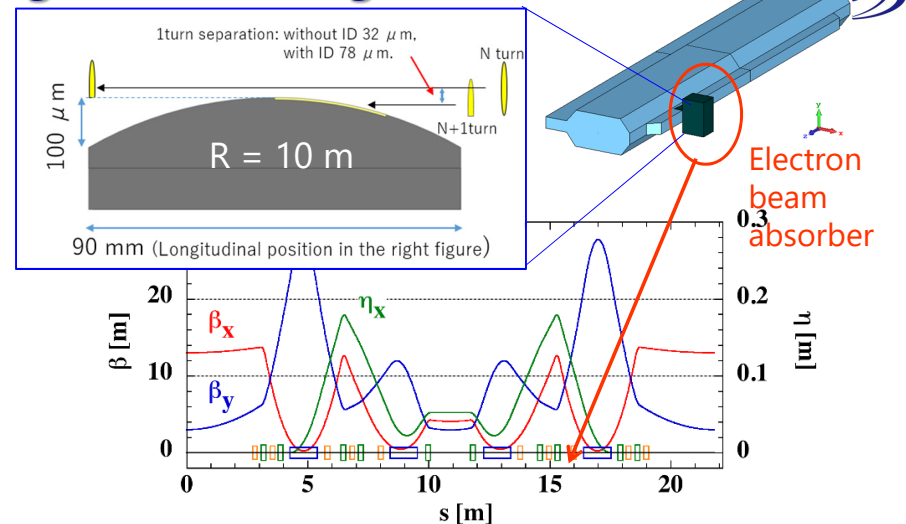 1turn separation: without ID 32 μm,
with ID 78 μm.
N turn
N+1turn
100 μm
R = 10 m
90 mm (Longitudinal position in the right figure)
y
x
z
Electron
beam
absorber
0.3
20
0.2
10
0.1
0
0
βx
βy
ηx
β [m]
η [m]
0
5
10
15
20
s [m]